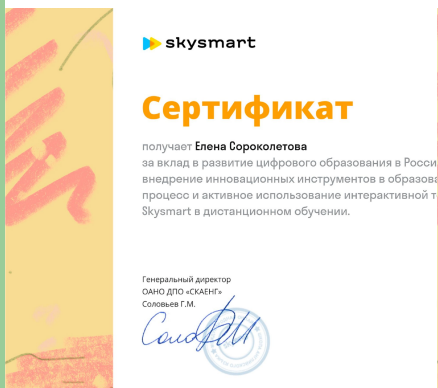 skysmart
Сертификат
получает Елена Сороколетова
за вклад в развитие цифрового образования в Росси
внедрение инновационных инструментов в образова
процесс и активное использование интерактивной т
Skysmart в дистанционном обучении.
Генеральный директор
ОАНО ДПО «СКАЕНГ»
Соловьев Г.М.